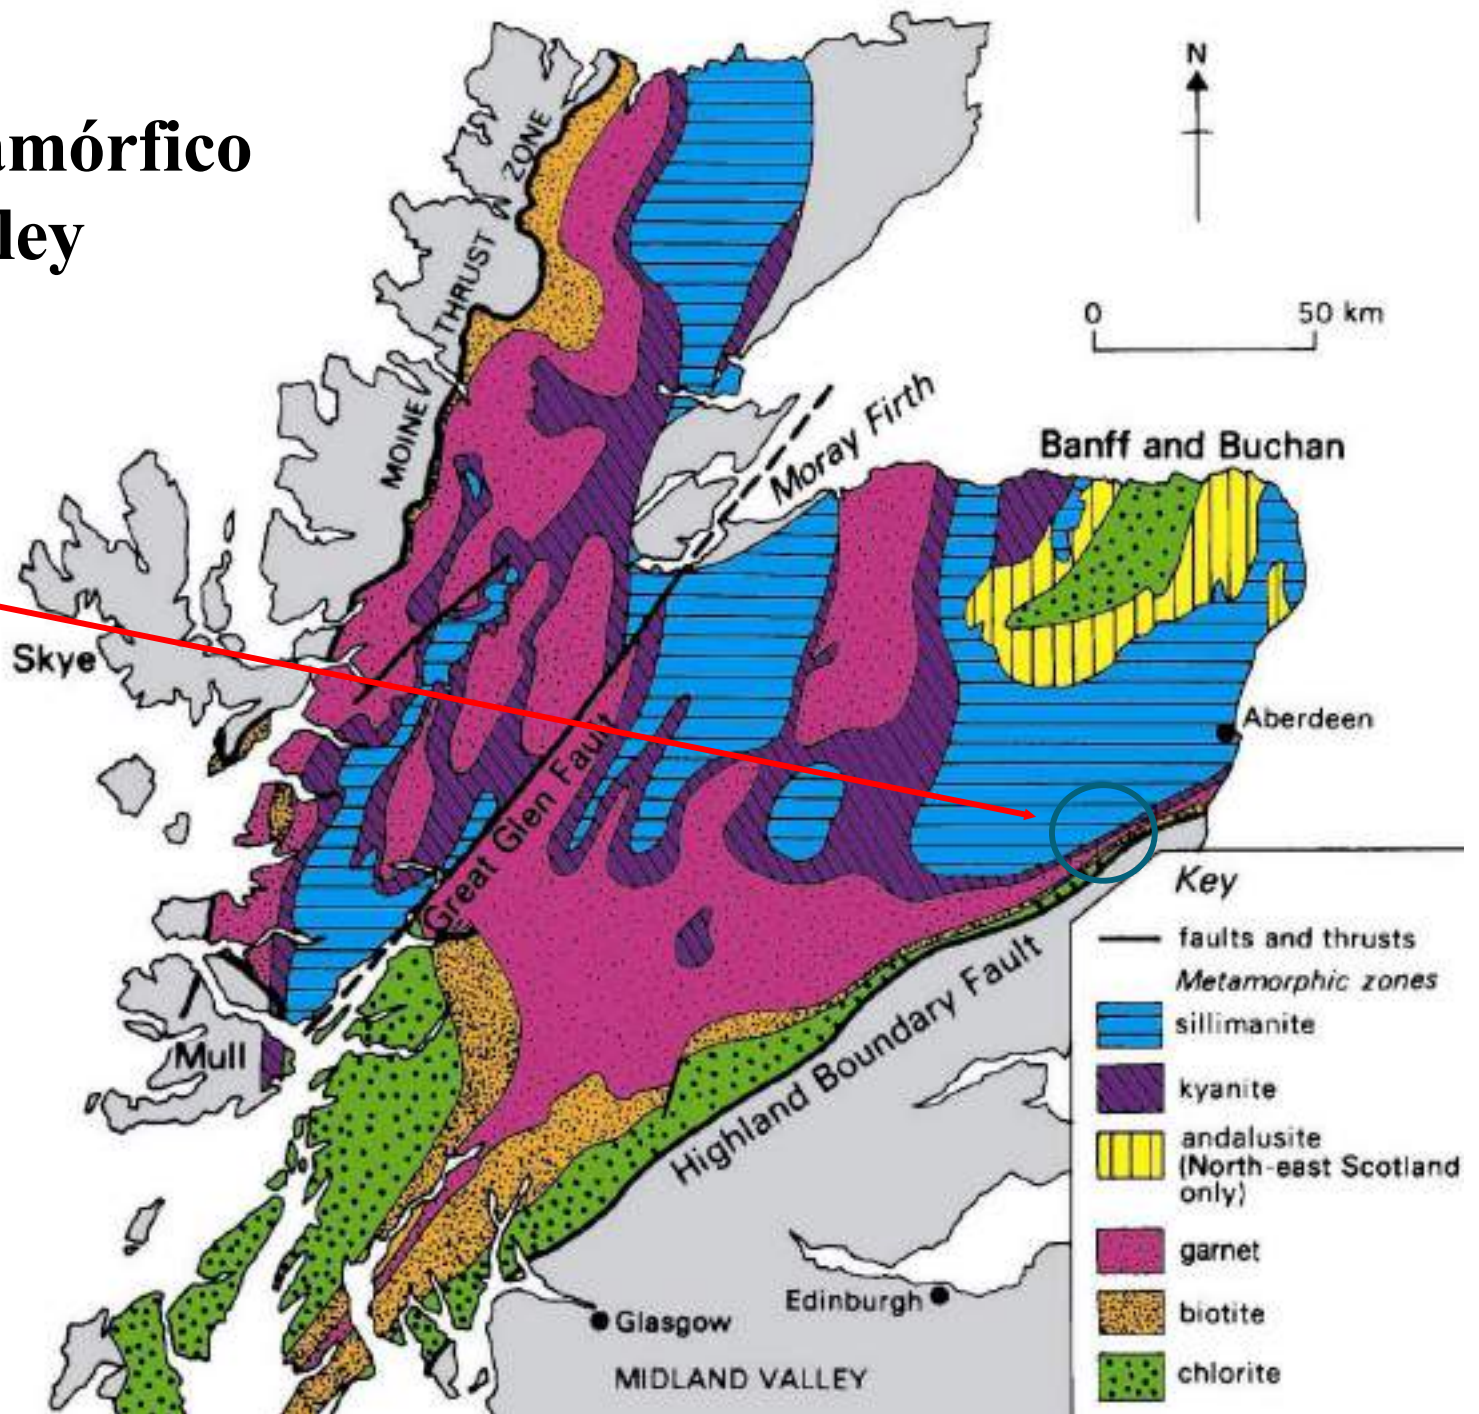 amórfico
ley
N
0 50 km
MOINE
THRUST
ZONE
Moray Firth
Banff and Buchan
Skye
Aberdeen
Great Glen Fault
Mull
Highland Boundary Fault
Edinburgh
Glasgow
MIDLAND VALLEY
Key
faults and thrusts
Metamorphic zones
sillimanite
kyanite
andalusite
(North-east Scotland
only)
garnet
biotite
chlorite